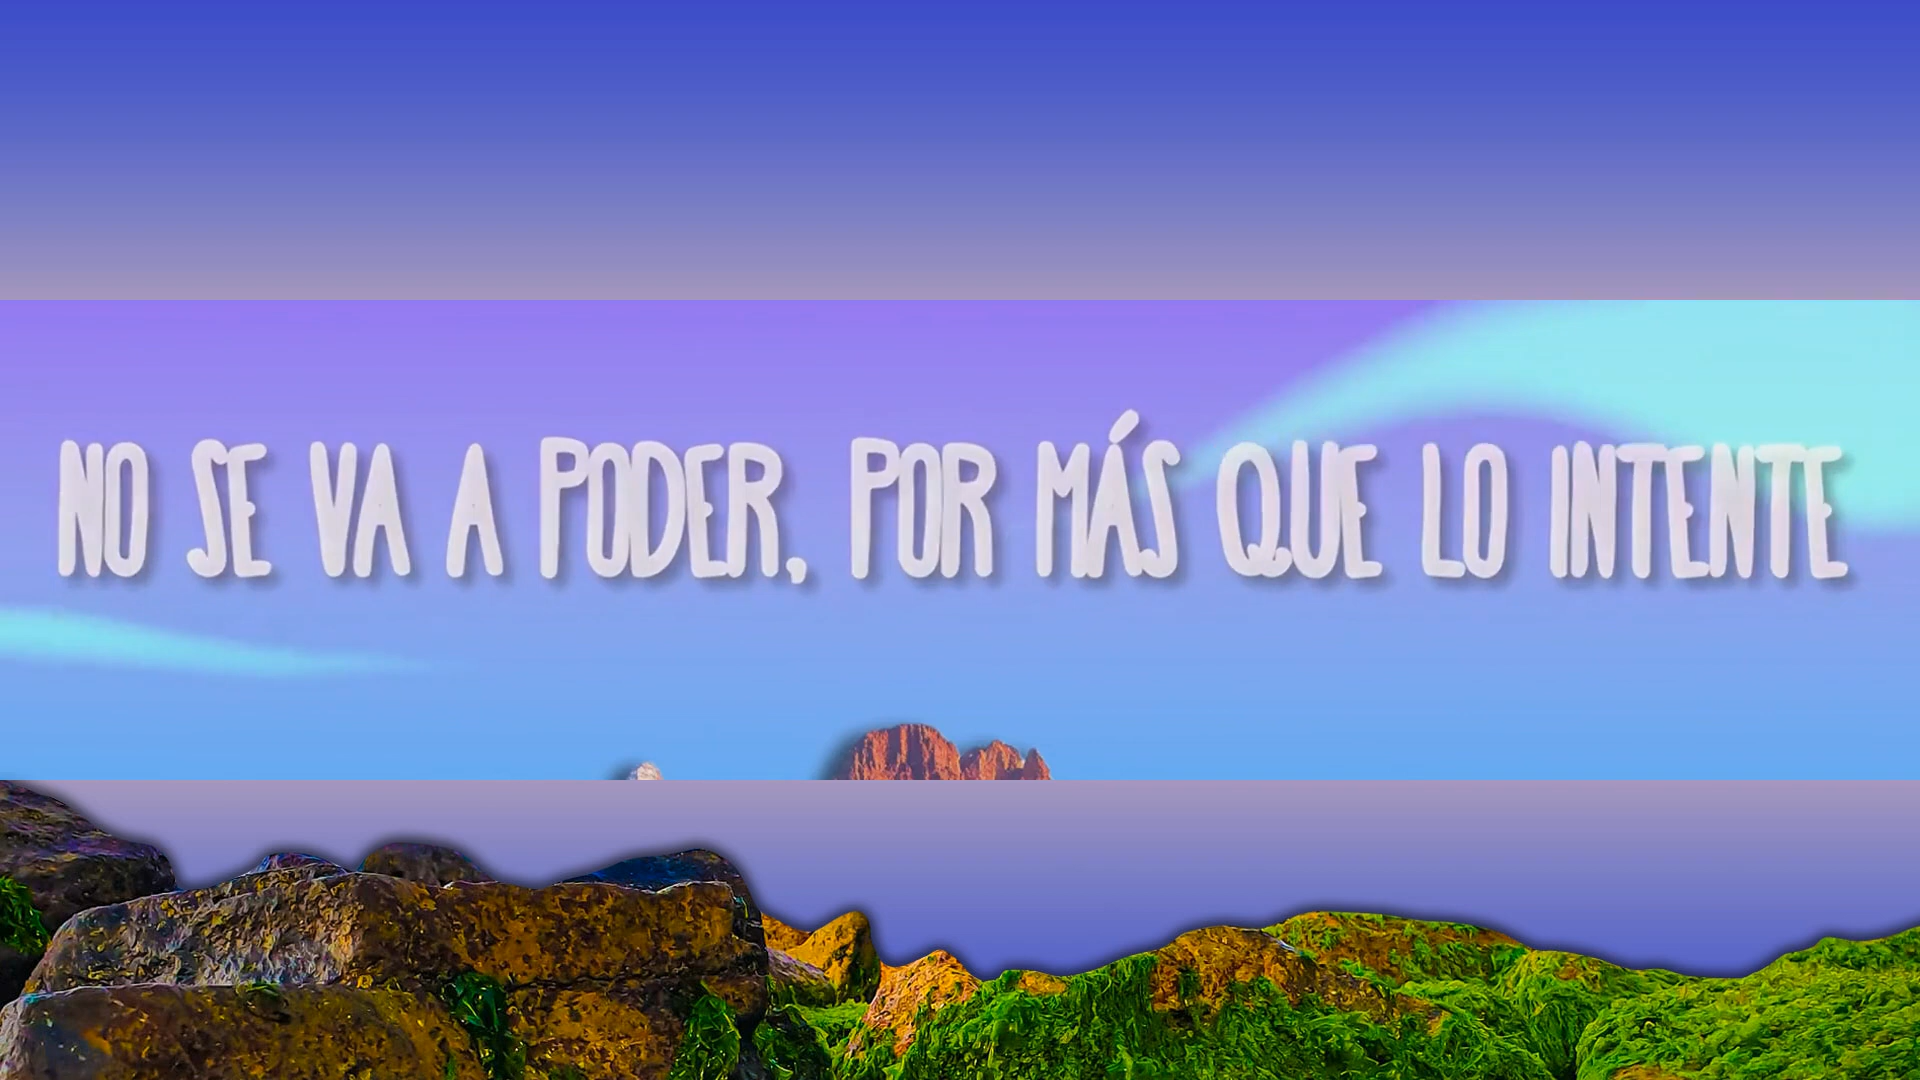 NO SE VA A PODER, POR MÁS QUE LO INTENTE